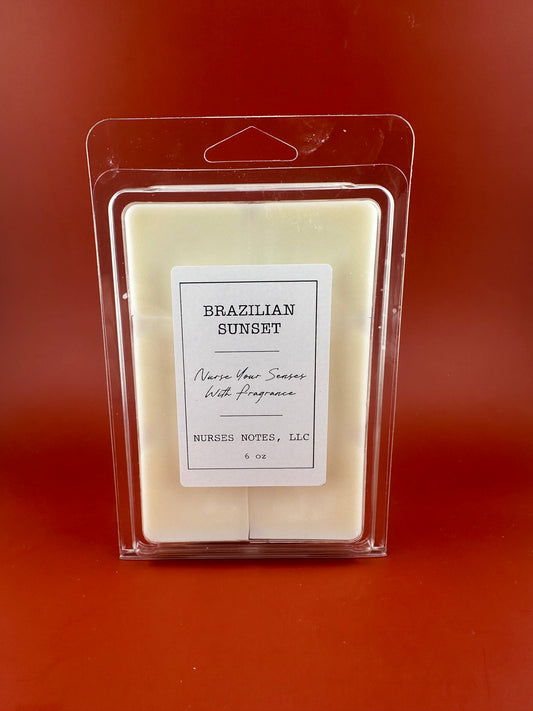 BRAZILIAN
SUNSET
Nurse Your Senses
With Fragrance
NURSES NOTES, LLC
6 oz